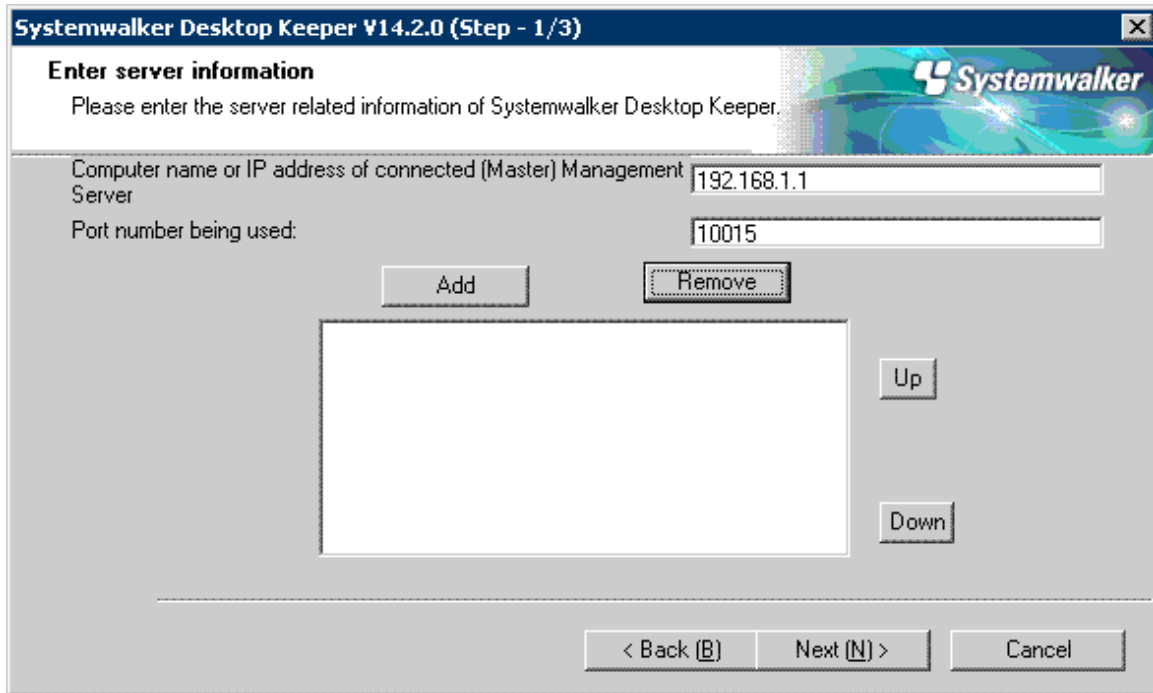 Systemwalker Desktop Keeper V14.2.0 (Step - 1/3)
Enter server information
Please enter the server related information of Systemwalker Desktop Keeper.
Systemwalker
Computer name or IP address of connected (Master) Management
Server
192.168.1.1
Port number being used:
10015
Add
Remove
Up
Down
< Back (B)
Next (N) >
Cancel